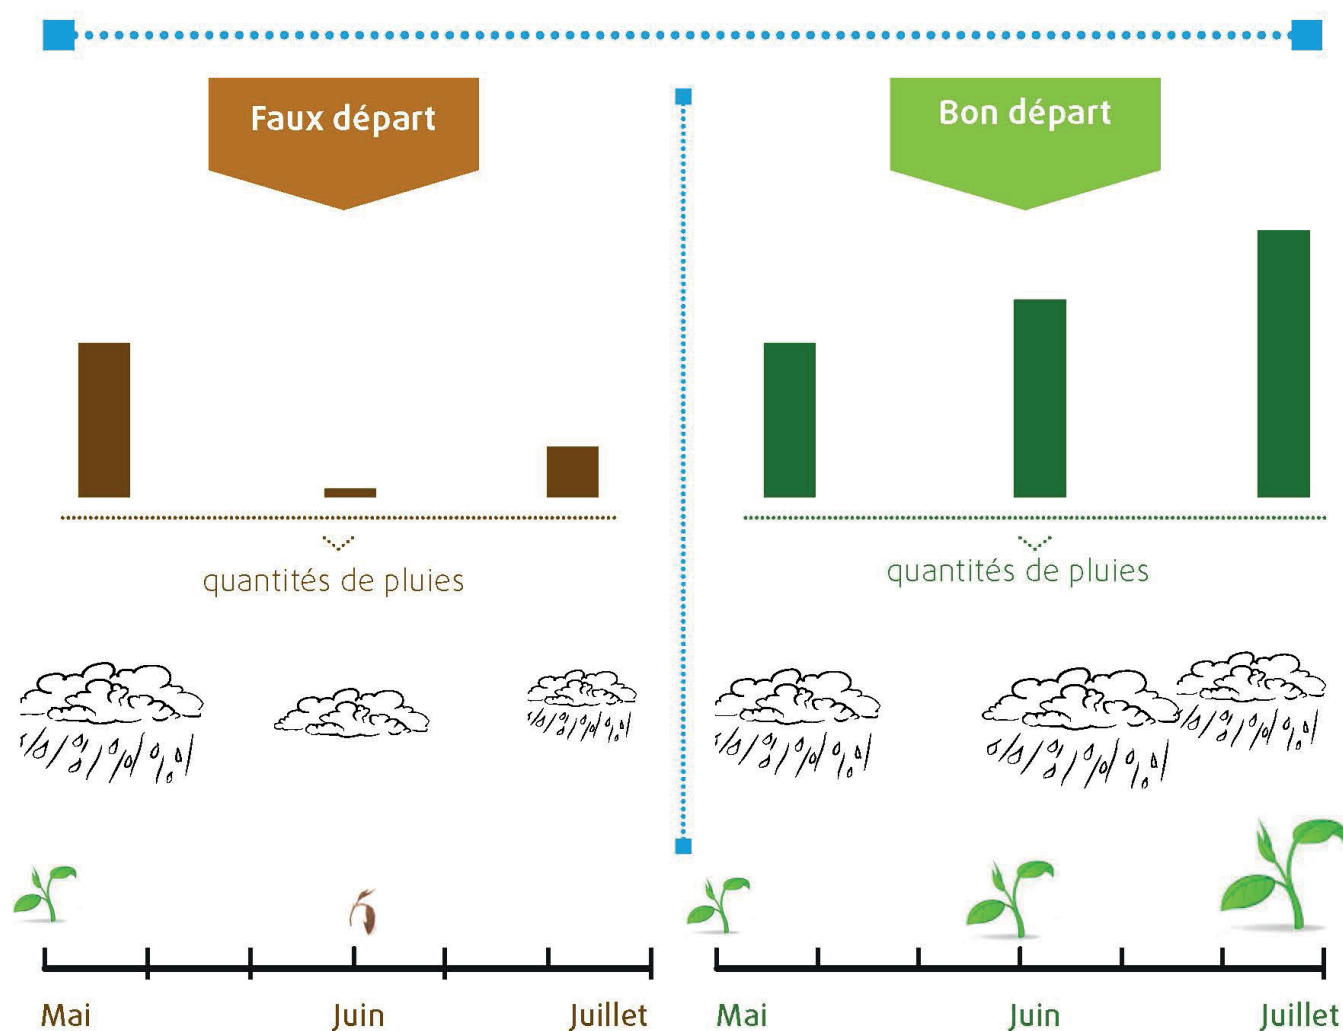 Faux départ
quantités de pluies
Mai Juin Juillet
Bon départ
quantités de pluies
Mai Juin Juillet